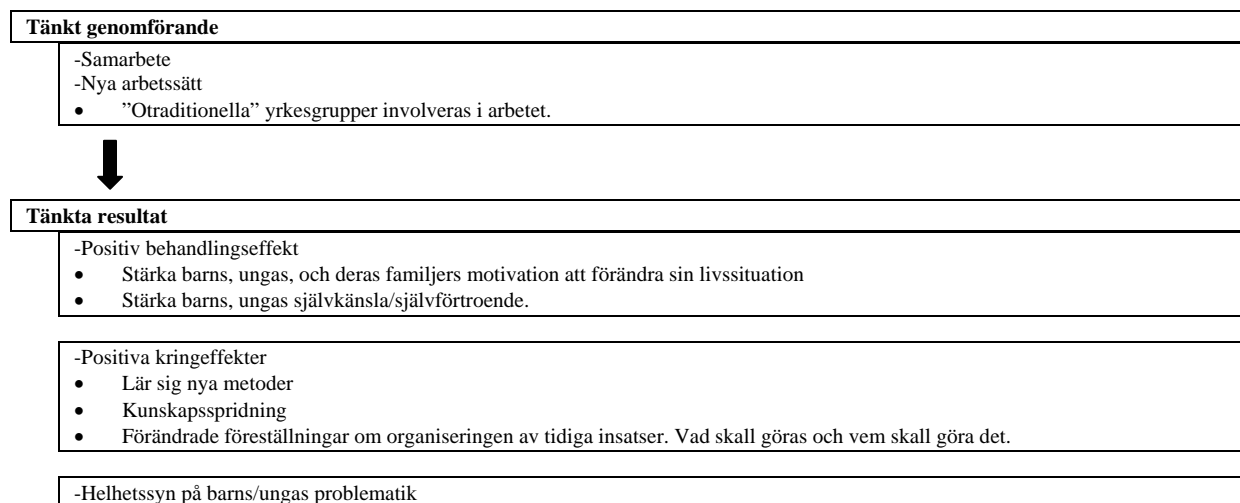 Tänkt genomförande
-Samarbete
-Nya arbetssätt
• ”Otraditionella” yrkesgrupper involveras i arbetet.
Tänkta resultat
-Positiv behandlingseffekt
• Stärka barns, ungas, och deras familjers motivation att förändra sin livssituation
• Stärka barns, ungas självkänsla/självförtroende.
-Positiva kringeffekter
• Lär sig nya metoder
• Kunskapsspridning
• Förändrade föreställningar om organiseringen av tidiga insatser. Vad skall göras och vem skall göra det.
-Helhetssyn på barns/ungas problematik